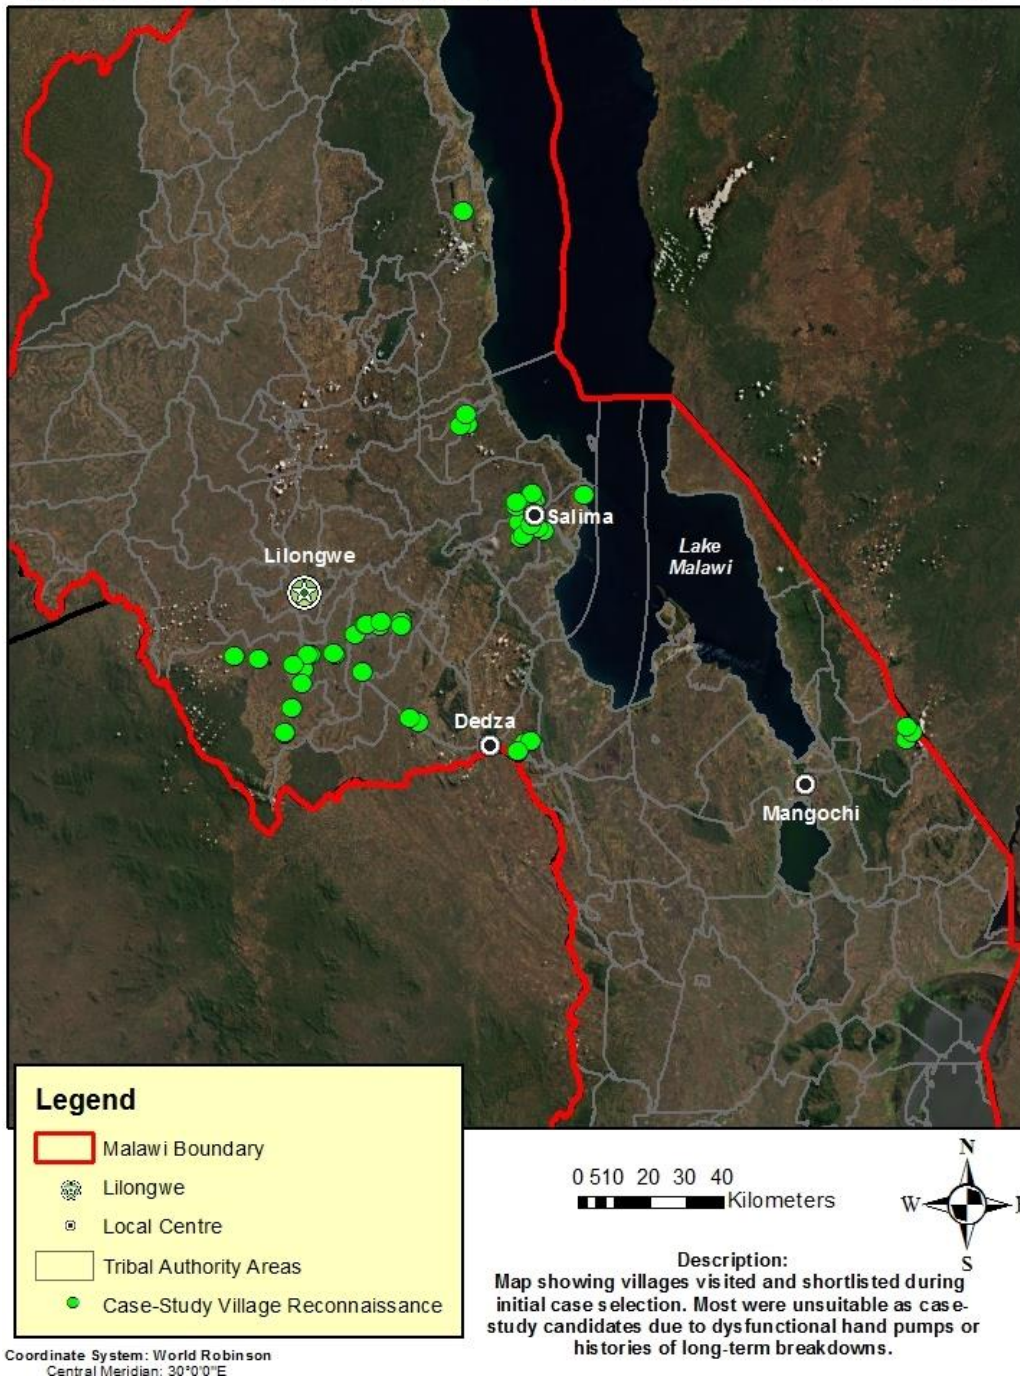 Salima
Lilongwe
Lake
Malawi
Dedza
Mangochi
Legend
Malawi Boundary
Lilongwe
Local Centre
Tribal Authority Areas
Case-Study Village Reconnaissance
0 510 20 30 40
Kilometers
N
W
E
S
Description:
Map showing villages visited and shortlisted during
initial case selection. Most were unsuitable as case-
study candidates due to dysfunctional hand pumps or
histories of long-term breakdowns.
Coordinate System: World Robinson
Central Meridian: 30°0'0"E